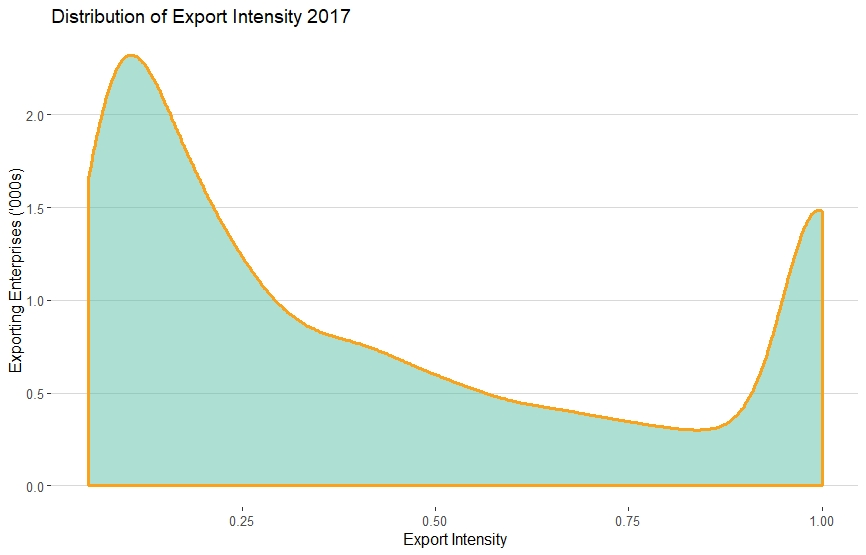 Distribution of Export Intensity 2017
Exporting Enterprises ('000s)
2.0
1.5
1.0
0.5
0.0
0.25 0.50 0.75 1.00
Export Intensity